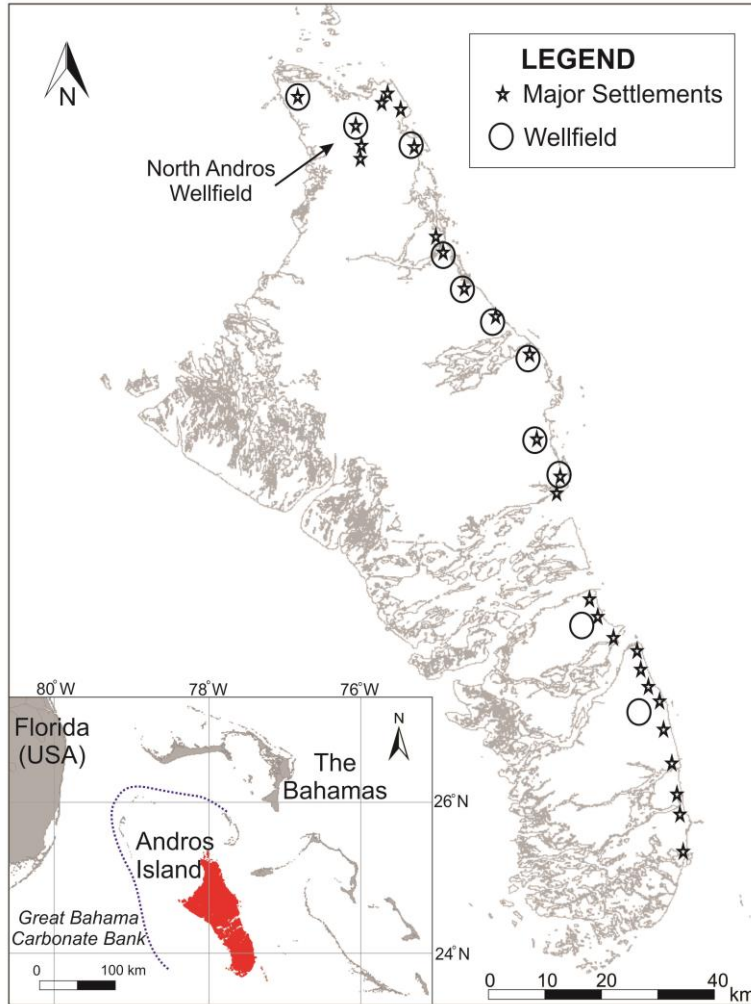 N
LEGEND
Major Settlements
Wellfield
North Andros
Wellfield
80°W
78°W
76°W
Florida
(USA)
N
The
Bahamas
26°N
Andros
Island
Great Bahama
Carbonate Bank
24°N
0 100 km
0 10 20 40
km